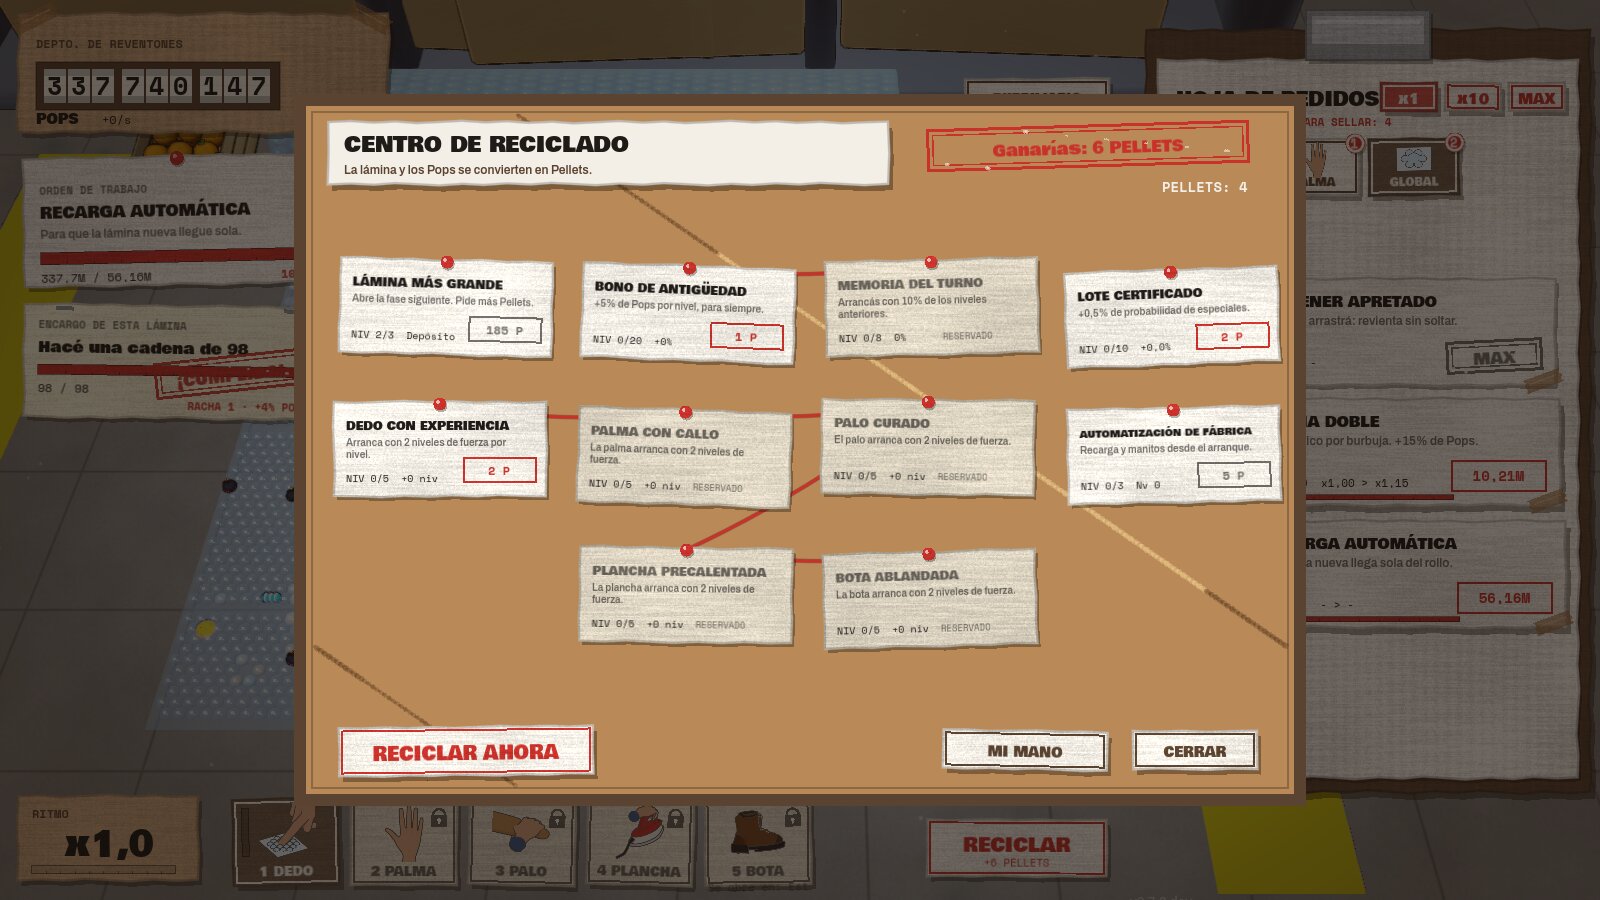 DEPTO. DE REVENTONES
337 740 147
POPS +0/s
ORDEN DE TRABAJO
RECARGA AUTOMÁTICA
Para que la lámina nueva llegue sola.
337.7M / 56,16M
ENCARGO DE ESTA LÁMINA
Hacé una cadena de 98
98 / 98
RACHA 1 · +4% PO
CENTRO DE RECICLADO
La lámina y los Pops se convierten en Pellets.
Ganarías: 6 PELLETS
PELLETS: 4
LÁMINA MÁS GRANDE
Abre la fase siguiente. Pide más Pellets.
NIV 2/3 Depósito 185 P
BONO DE ANTIGÜEDAD
+5% de Pops por nivel, para siempre.
NIV 0/20 +0% 1 P
MEMORIA DEL TURNO
Arrancás con 10% de los niveles
anteriores.
NIV 0/8 0% RESERVADO
LOTE CERTIFICADO
+0,5% de probabilidad de especiales.
NIV 0/10 +0,0% 2 P
DEDO CON EXPERIENCIA
Arranca con 2 niveles de fuerza por
nivel.
NIV 0/5 +0 niv 2 P
PALMA CON CALLO
La palma arranca con 2 niveles de
fuerza.
NIV 0/5 +0 niv RESERVADO
PALO CURADO
El palo arranca con 2 niveles de fuerza.
NIV 0/5 +0 niv RESERVADO
AUTOMATIZACIÓN DE FÁBRICA
Recarga y manitos desde el arranque.
NIV 0/3 Nv 0 5 P
PLANCHA PRECALENTADA
La plancha arranca con 2 niveles de
fuerza.
NIV 0/5 +0 niv RESERVADO
BOTA ABLANDADA
La bota arranca con 2 niveles de fuerza.
NIV 0/5 +0 niv RESERVADO
RECICLAR AHORA
MI MANO
CERRAR
HOJA DE PEDIDOS x1 x10 MAX
ARA SELLAR: 4
LMA 1
GLOBAL 2
ENER APRETADO
arrastrá: revienta sin soltar.
MAX
A DOBLE
ico por burbuja. +15% de Pops.
x1,00 > x1,15 10,21M
RGA AUTOMÁTICA
a nueva llega sola del rollo.
- > - 56,16M
RITMO
x1,0
1 DEDO
2 PALMA
3 PALO
4 PLANCHA
5 BOTA
RECICLAR
+6 PELLETS